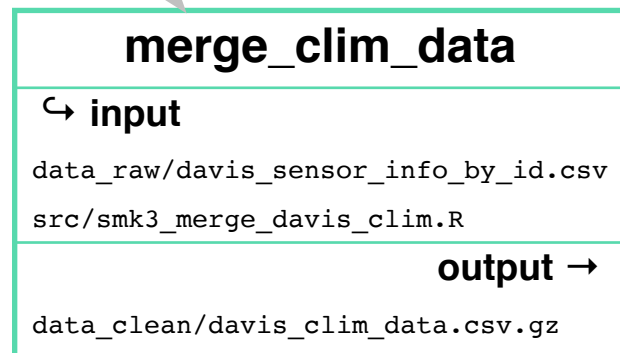 merge_clim_data
↪ input
data_raw/davis_sensor_info_by_id.csv
src/smk3_merge_davis_clim.R
output →
data_clean/davis_clim_data.csv.gz